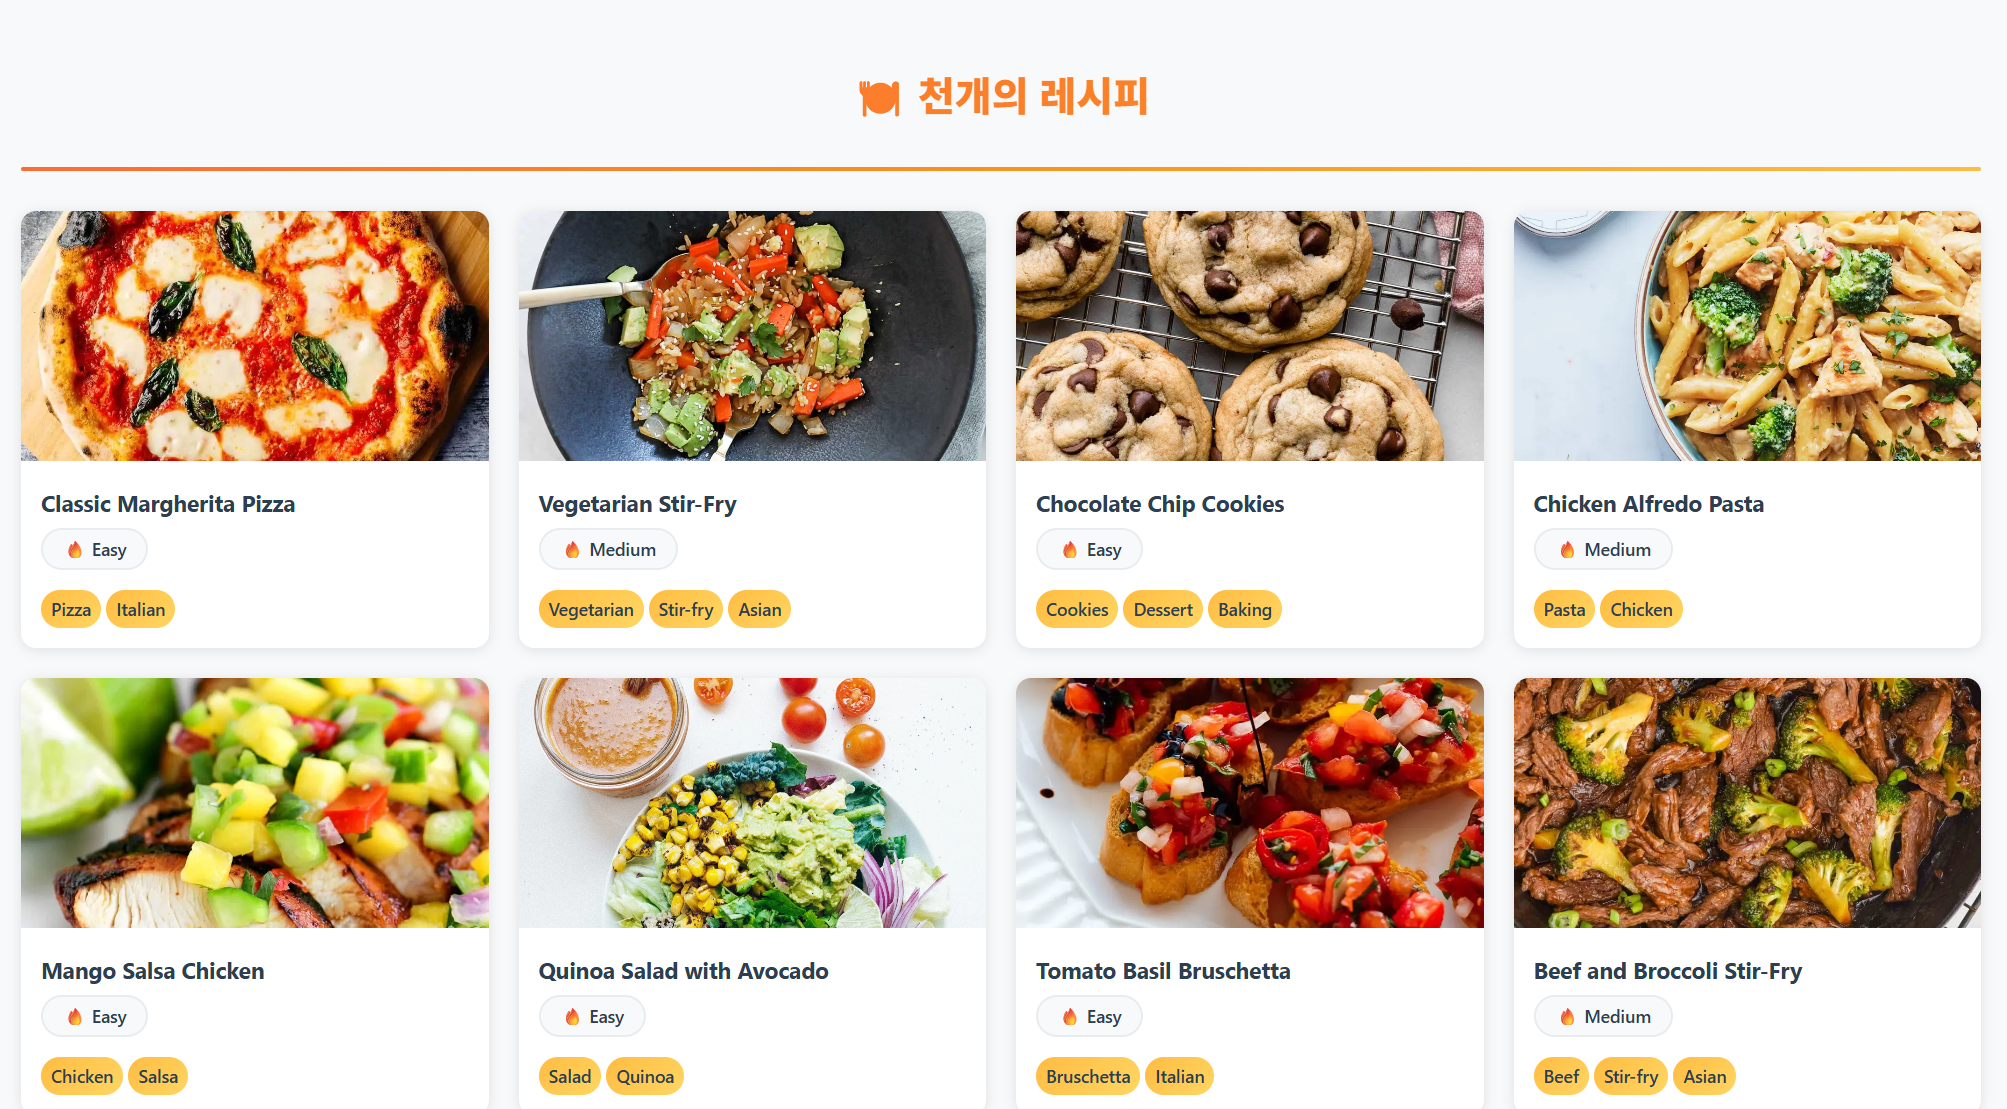 천개의 레시피
Classic Margherita Pizza
Easy
Pizza Italian
Vegetarian Stir-Fry
Medium
Vegetarian Stir-fry Asian
Chocolate Chip Cookies
Easy
Cookies Dessert Baking
Chicken Alfredo Pasta
Medium
Pasta Chicken
Mango Salsa Chicken
Easy
Chicken Salsa
Quinoa Salad with Avocado
Easy
Salad Quinoa
Tomato Basil Bruschetta
Easy
Bruschetta Italian
Beef and Broccoli Stir-Fry
Medium
Beef Stir-fry Asian